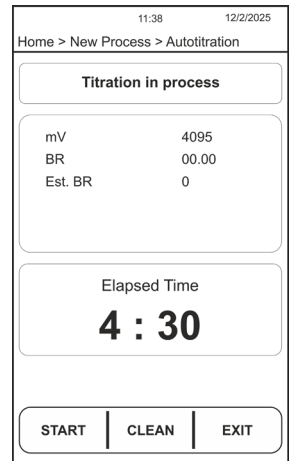 11:38 12/2/2025
Home > New Process > Autotitration
Titration in process
mV 4095
BR 00.00
Est. BR 0
Elapsed Time
4 : 30
START CLEAN EXIT